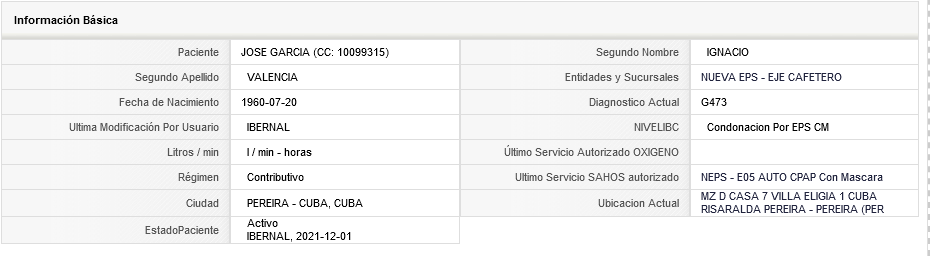 Información Básica
Paciente JOSE GARCIA (CC: 10099315) Segundo Nombre IGNACIO
Segundo Apellido VALENCIA Entidades y Sucursales NUEVA EPS - EJE CAFETERO
Fecha de Nacimiento 1960-07-20 Diagnostico Actual G473
Ultima Modificación Por Usuario IBERNAL NIVELIBC Condonacion Por EPS CM
Litros / min l / min - horas Último Servicio Autorizado OXIGENO
Régimen Contributivo Ultimo Servicio SAHOS autorizado NEPS - E05 AUTO CPAP Con Mascara
Ciudad PEREIRA - CUBA, CUBA Ubicacion Actual MZ D CASA 7 VILLA ELIGIA 1 CUBA
RISARALDA PEREIRA - PEREIRA (PER
EstadoPaciente Activo
IBERNAL, 2021-12-01